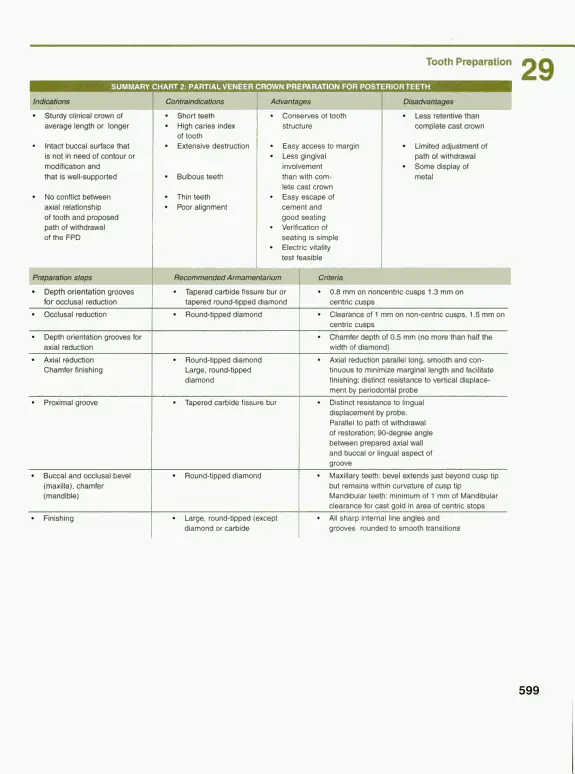 Tooth Preparation 29
SUMMARY CHART 2: PARTIAL VENEER CROWN PREPARATION FOR POSTERIOR TEETH
Indications
• Sturdy clinical crown of
average length or longer
• Intact buccal surface that
is not in need of contour or
modification and
that is well-supported
• No conflict between
axial relationship
of tooth and proposed
path of withdrawal
of the FPD
Contraindications
• Short teeth
• High caries index
of tooth
• Extensive destruction
• Bulbous teeth
• Thin teeth
• Poor alignment
Advantages
• Conserves of tooth
structure
• Easy access to margin
• Less gingival
involvement
than with com-
lete cast crown
• Easy escape of
cement and
good seating
• Verification of
seating is simple
• Electric vitality
test feasible
Disadvantages
• Less retentive than
complete cast crown
• Limited adjustment of
path of withdrawal
• Some display of
metal
Preparation steps Recommended Armamentarium Criteria
• Depth orientation grooves
for occlusal reduction
• Tapered carbide fissure bur or
tapered round-tipped diamond
• 0.8 mm on noncentric cusps 1.3 mm on
centric cusps
• Occlusal reduction
• Round-tipped diamond
• Clearance of 1 mm on non-centric cusps, 1.5 mm on
centric cusps
• Depth orientation grooves for
axial reduction
• Chamfer depth of 0.5 mm (no more than half the
width of diamond)
• Axial reduction
Chamfer finishing
• Round-tipped diamond
Large, round-tipped
diamond
• Axial reduction parallel long, smooth and con-
tinuous to minimize marginal length and facilitate
finishing; distinct resistance to vertical displace-
ment by periodontal probe
• Proximal groove
• Tapered carbide fissure bur
• Distinct resistance to lingual
displacement by probe.
Parallel to path of withdrawal
of restoration; 90-degree angle
between prepared axial wall
and buccal or lingual aspect of
groove
• Buccal and occlusal bevel
(maxilla), chamfer
(mandible)
• Round-tipped diamond
• Maxillary teeth: bevel extends just beyond cusp tip
but remains within curvature of cusp tip
Mandibular teeth: minimum of 1 mm of Mandibular
clearance for cast gold in area of centric stops
• Finishing
• Large, round-tipped (except
diamond or carbide
• All sharp internal line angles and
grooves rounded to smooth transitions
599